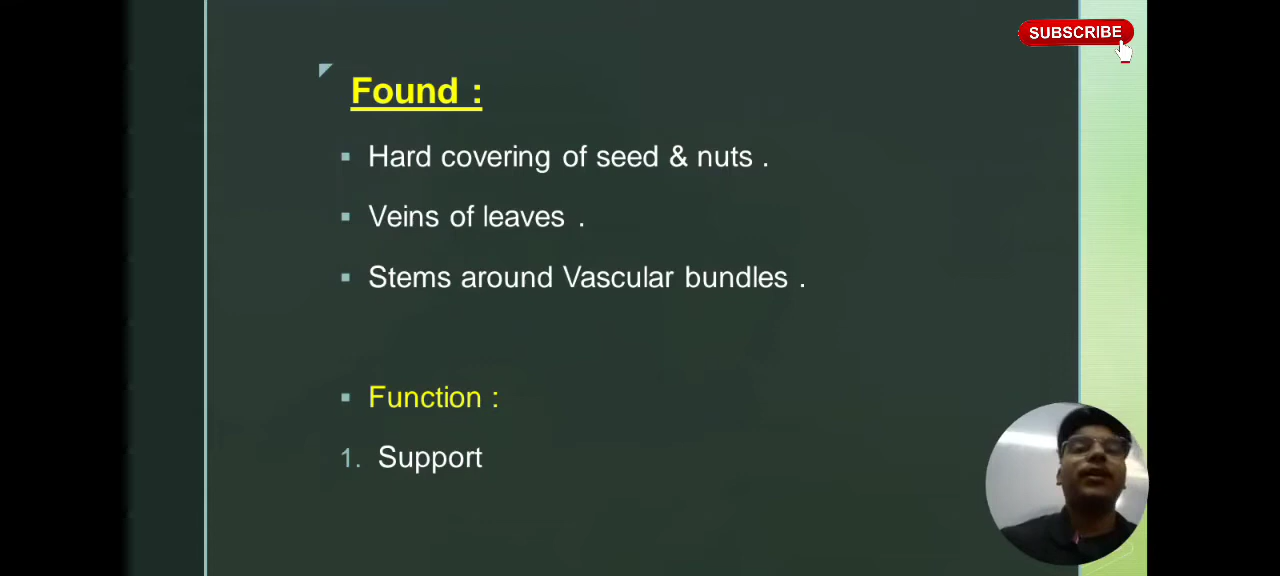 SUBSCRIBE
Found :
▪ Hard covering of seed & nuts .
▪ Veins of leaves .
▪ Stems around Vascular bundles .
▪ Function :
1. Support